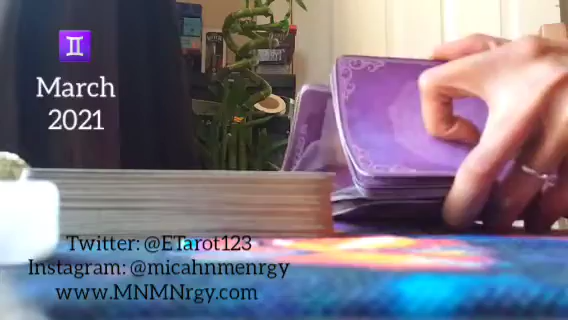 ♊
March
2021
Twitter: @ETarot123
Instagram: @micahnmenrgy
www.MNMNrgy.com